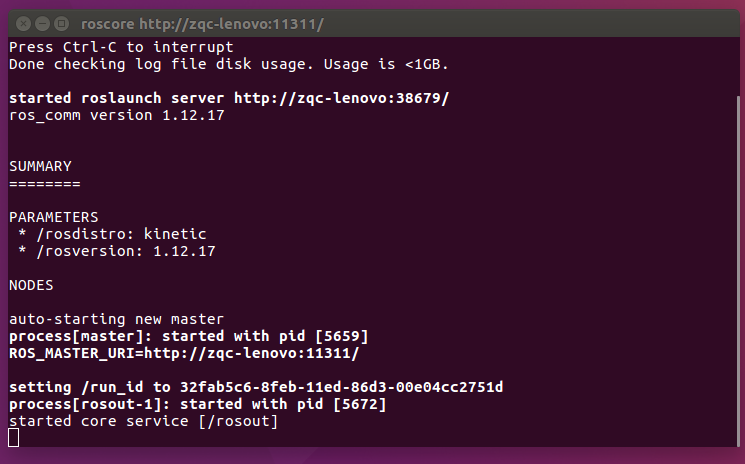 roscore http://zqc-lenovo:11311/
Press Ctrl-C to interrupt
Done checking log file disk usage. Usage is <1GB.
started roslaunch server http://zqc-lenovo:38679/
ros_comm version 1.12.17
SUMMARY
========
PARAMETERS
 * /rosdistro: kinetic
 * /rosversion: 1.12.17
NODES
auto-starting new master
process[master]: started with pid [5659]
ROS_MASTER_URI=http://zqc-lenovo:11311/
setting /run_id to 32fab5c6-8feb-11ed-86d3-00e04cc2751d
process[rosout-1]: started with pid [5672]
started core service [/rosout]